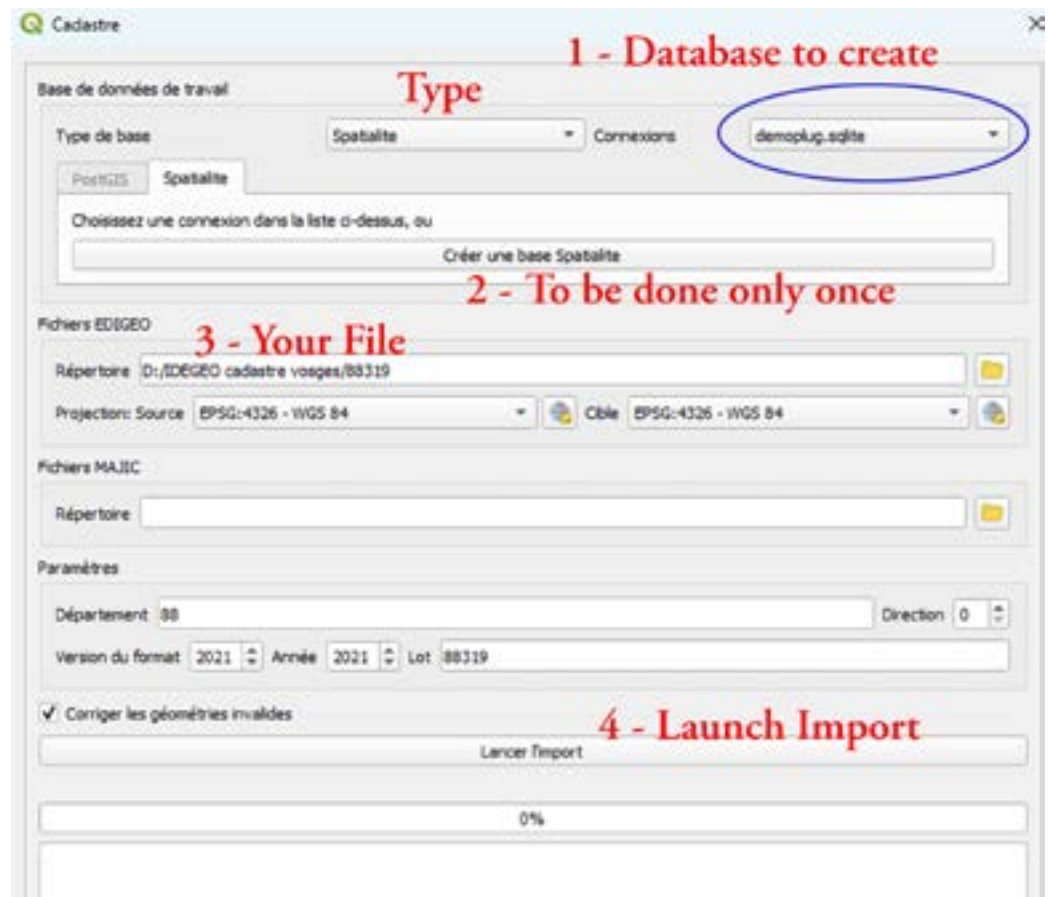 Cadastre
1 - Database to create
Base de données de travail
Type
Type de base Spatialite Connexions demoplug.sqlite
PostGIS Spatialite
Choisissez une connexion dans la liste ci-dessus, ou
Créer une base Spatialite
2 - To be done only once
Fichiers EDIGEO
3 - Your File
Répertoire D:/IDEGEO cadastre vosges/88319
Projection: Source EPSG:4326 - WGS 84 Cible EPSG:4326 - WGS 84
Fichiers MAJIC
Répertoire
Paramètres
Département 88 Direction 0
Version du format 2021 Année 2021 Lot 88319
Corriger les géométries invalides
4 - Launch Import
Lancer l'import
0%